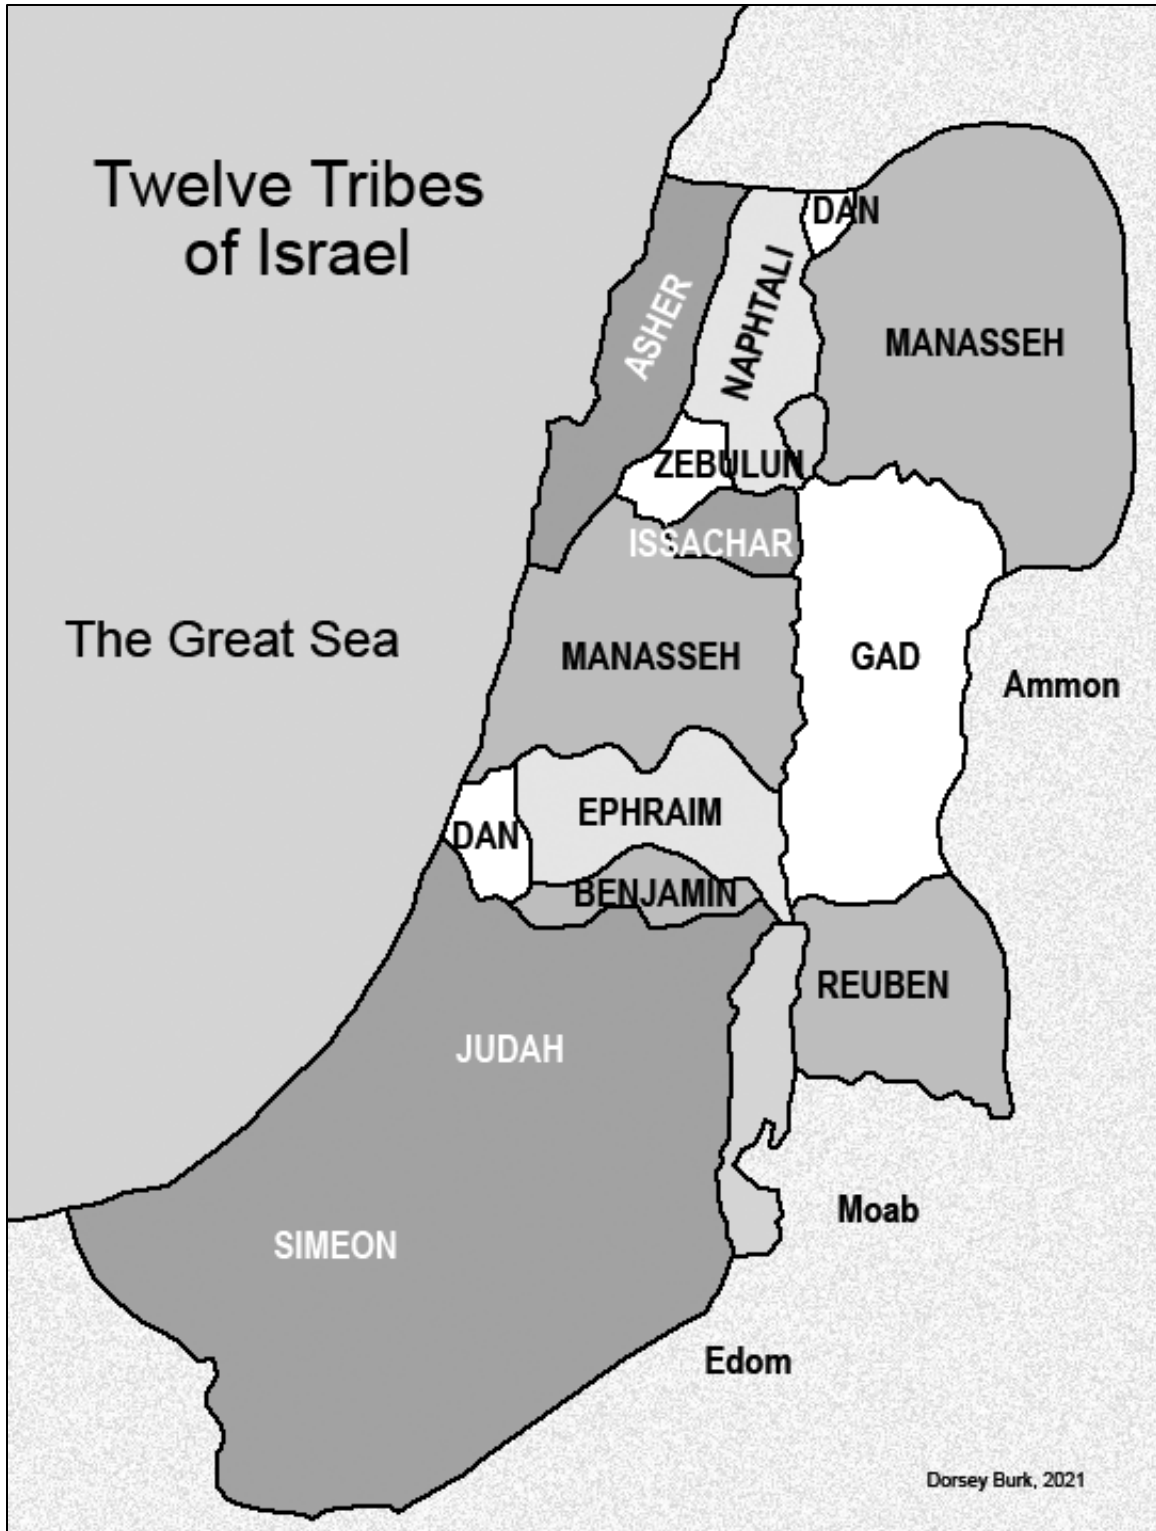 Twelve Tribes
of Israel
DAN
ASHER
NAPHTALI
MANASSEH
ZEBULUN
ISSACHAR
The Great Sea
MANASSEH
GAD
Ammon
EPHRAIM
DAN
BENJAMIN
REUBEN
JUDAH
Moab
SIMEON
Edom
Dorsey Burk, 2021